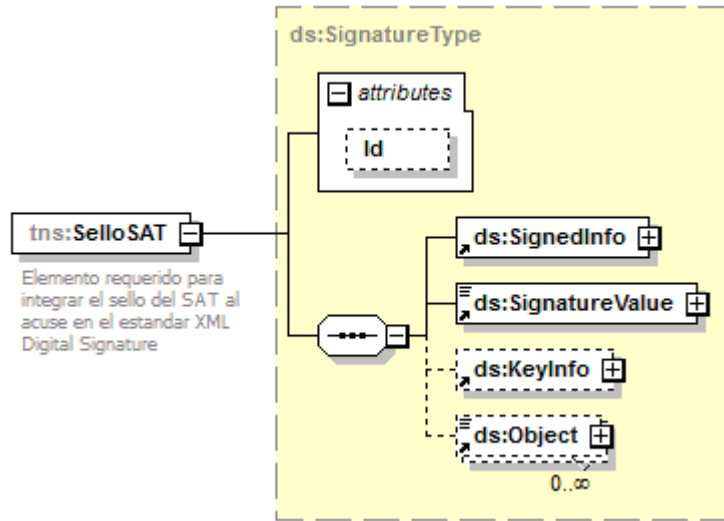 ds:SignatureType
attributes
Id
tns:SelloSAT
Elemento requerido para
integrar el sello del SAT al
acuse en el estandar XML
Digital Signature
ds:SignedInfo
ds:SignatureValue
ds:KeyInfo
ds:Object
0..∞